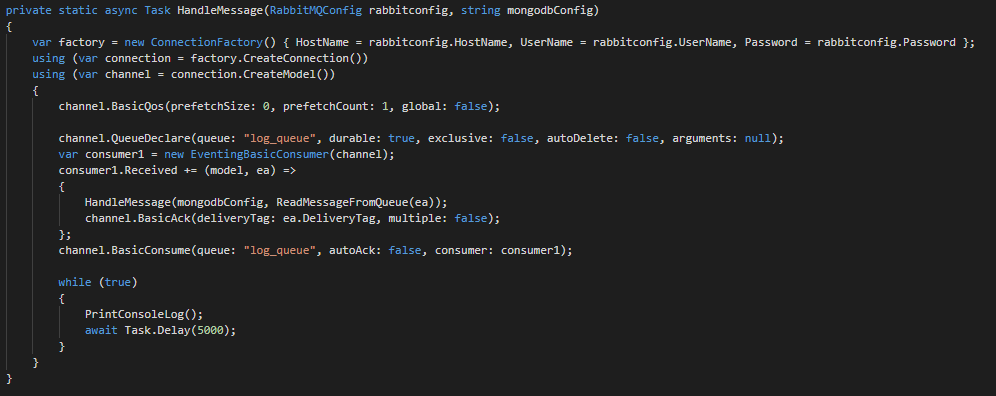 private static async Task HandleMessage(RabbitMQConfig rabbitconfig, string mongodbConfig)
{
var factory = new ConnectionFactory() { HostName = rabbitconfig.HostName, UserName = rabbitconfig.UserName, Password = rabbitconfig.Password };
using (var connection = factory.CreateConnection())
using (var channel = connection.CreateModel())
{
channel.BasicQos(prefetchSize: 0, prefetchCount: 1, global: false);
channel.QueueDeclare(queue: "log_queue", durable: true, exclusive: false, autoDelete: false, arguments: null);
var consumer1 = new EventingBasicConsumer(channel);
consumer1.Received += (model, ea) =>
{
HandleMessage(mongodbConfig, ReadMessageFromQueue(ea));
channel.BasicAck(deliveryTag: ea.DeliveryTag, multiple: false);
};
channel.BasicConsume(queue: "log_queue", autoAck: false, consumer: consumer1);
while (true)
{
PrintConsoleLog();
await Task.Delay(5000);
}
}
}